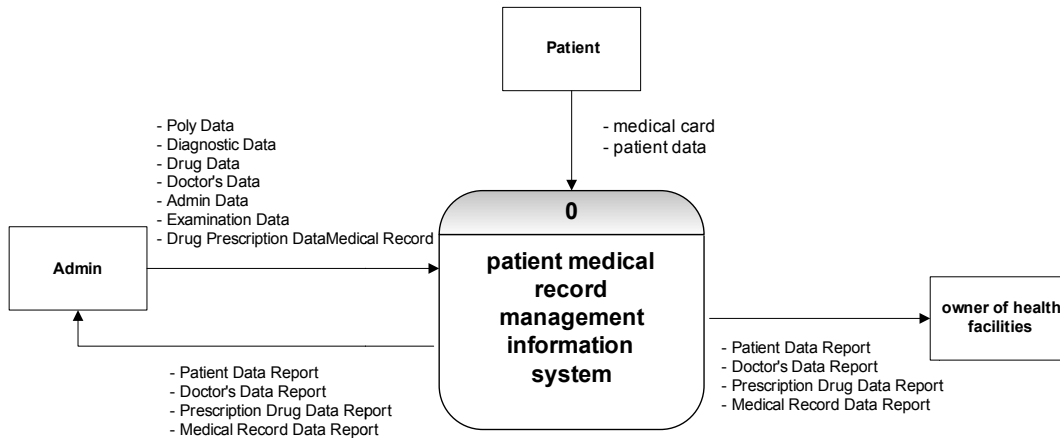 Patient
- medical card
- patient data
- Poly Data
- Diagnostic Data
- Drug Data
- Doctor's Data
- Admin Data
- Examination Data
- Drug Prescription DataMedical Record
Admin
0
patient medical
record
management
information
system
owner of health
facilities
- Patient Data Report
- Doctor's Data Report
- Prescription Drug Data Report
- Medical Record Data Report
- Patient Data Report
- Doctor's Data Report
- Prescription Drug Data Report
- Medical Record Data Report